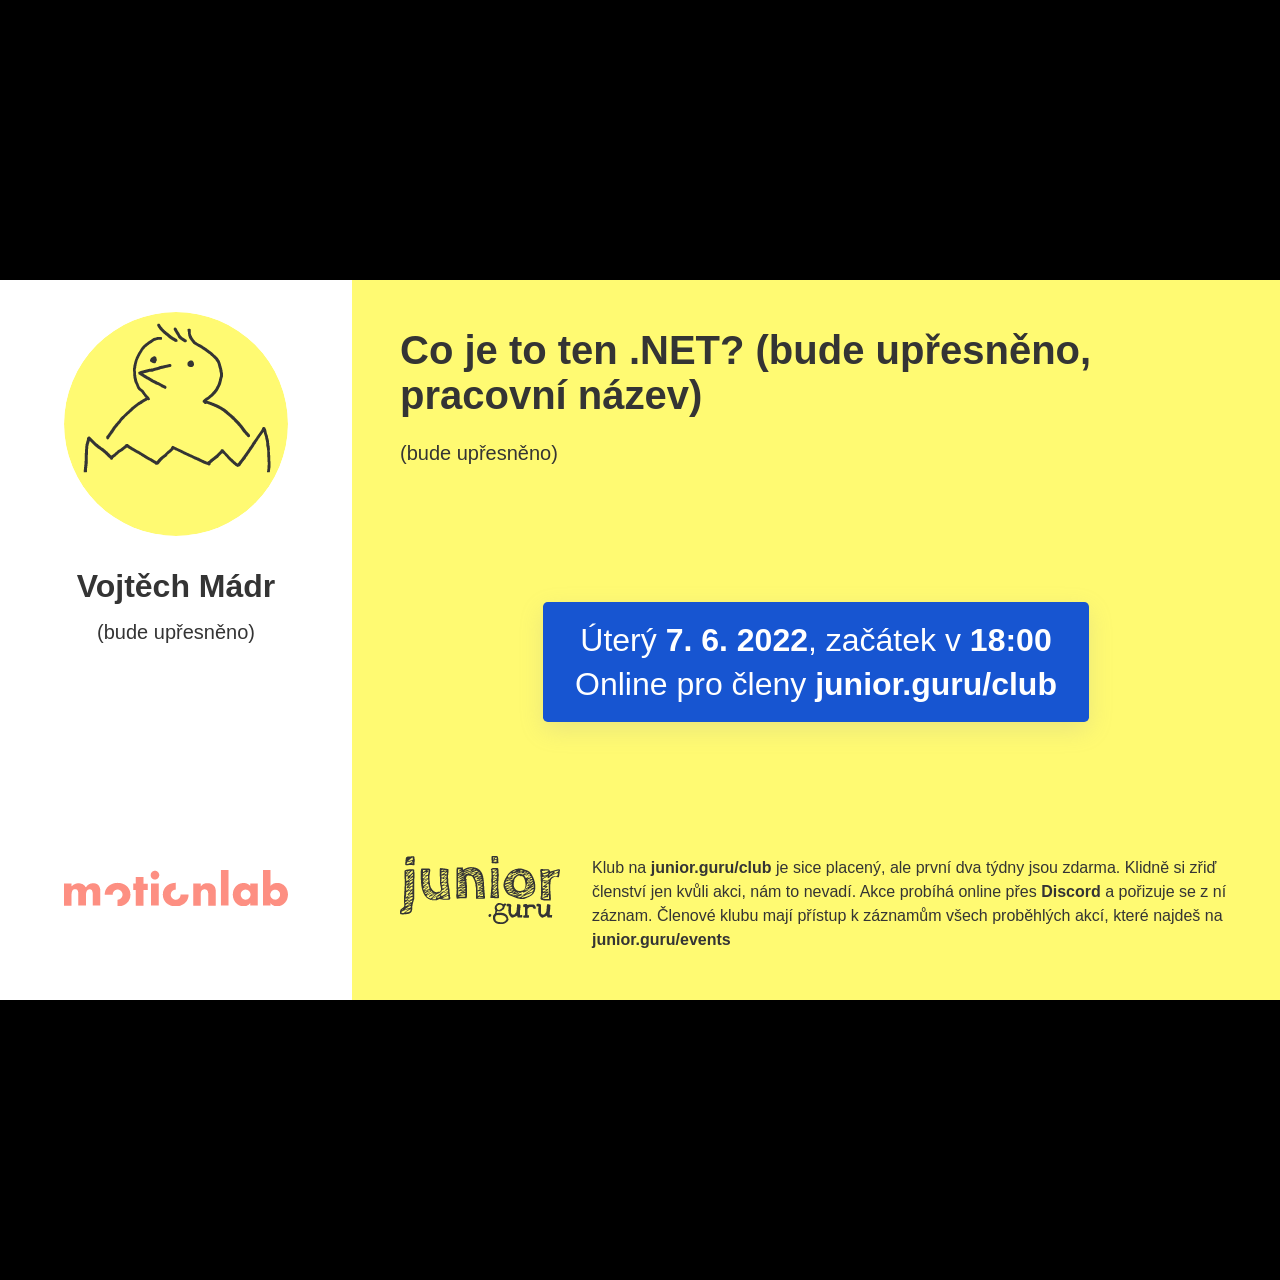 Vojtěch Mádr
(bude upřesněno)
motionlab
Co je to ten .NET? (bude upřesněno,
pracovní název)
(bude upřesněno)
Úterý 7. 6. 2022, začátek v 18:00
Online pro členy junior.guru/club
junior
.guru
Klub na junior.guru/club je sice placený, ale první dva týdny jsou zdarma. Klidně si zřiď
členství jen kvůli akci, nám to nevadí. Akce probíhá online přes Discord a pořizuje se z ní
záznam. Členové klubu mají přístup k záznamům všech proběhlých akcí, které najdeš na
junior.guru/events